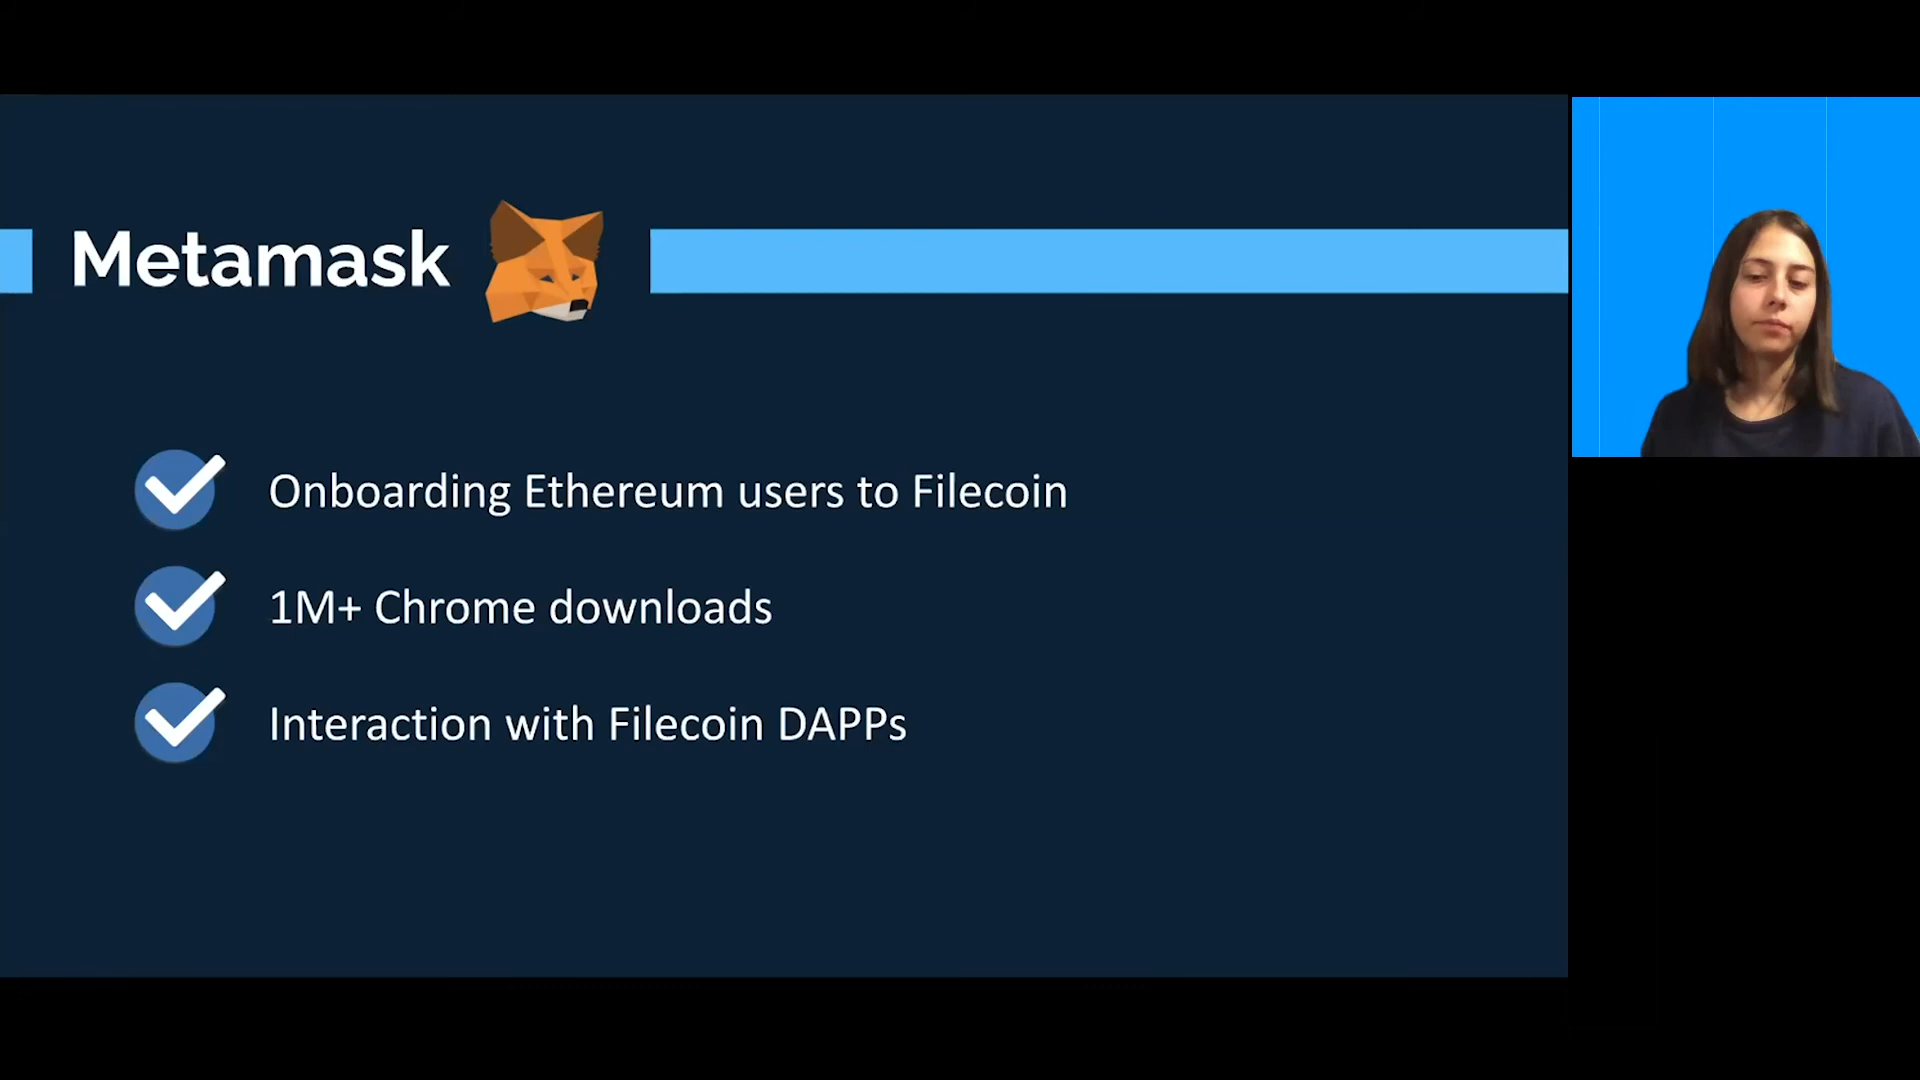 Metamask
Onboarding Ethereum users to Filecoin
1M+ Chrome downloads
Interaction with Filecoin DAPPs